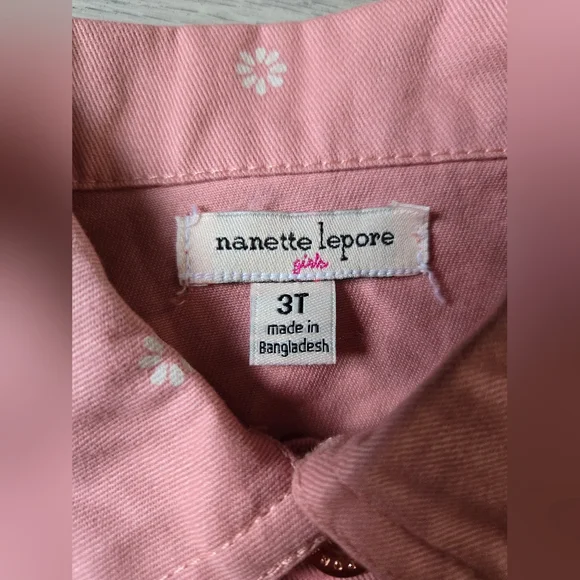 nanette lepore
girls
3T
made in
Bangladesh